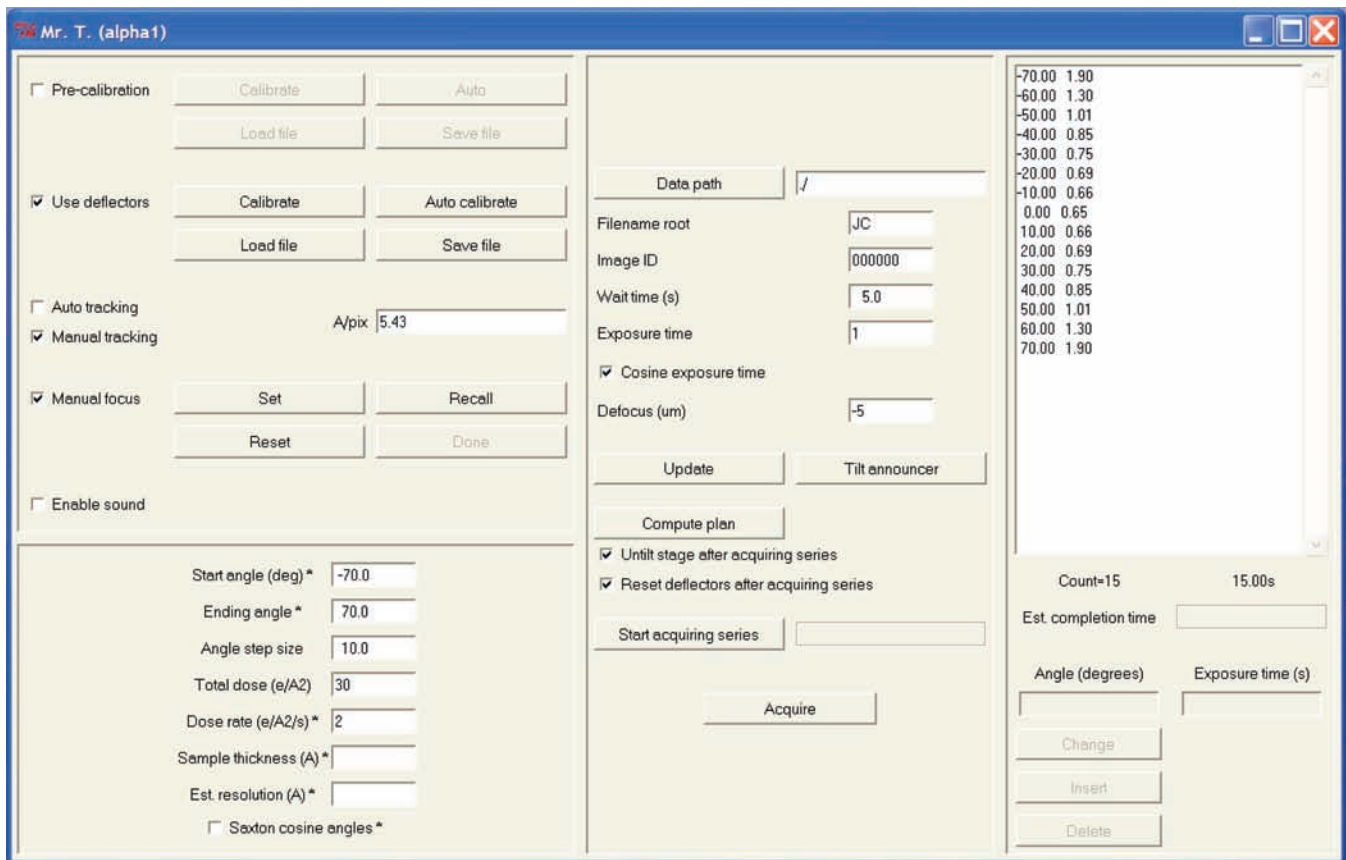 Mr. T. (alpha1)
Pre-calibration Calibrate Auto
Load file Save file
Use deflectors Calibrate Auto calibrate
Load file Save file
Auto tracking
A/pix 5.43
Manual tracking
Manual focus Set Recall
Reset Done
Enable sound
Start angle (deg) * -70.0
Ending angle * 70.0
Angle step size 10.0
Total dose (e/A2) 30
Dose rate (e/A2/s) * 2
Sample thickness (A) *
Est. resolution (A) *
Saxton cosine angles *
Data path ./
Filename root JC
Image ID 000000
Wait time (s) 5.0
Exposure time 1
Cosine exposure time
Defocus (um) -5
Update Tilt announcer
Compute plan
Untilt stage after acquiring series
Reset deflectors after acquiring series
Start acquiring series
Acquire
-70.00 1.90
-60.00 1.30
-50.00 1.01
-40.00 0.85
-30.00 0.75
-20.00 0.69
-10.00 0.66
0.00 0.65
10.00 0.66
20.00 0.69
30.00 0.75
40.00 0.85
50.00 1.01
60.00 1.30
70.00 1.90
Count=15 15.00s
Est. completion time
Angle (degrees) Exposure time (s)
Change
Insert
Delete